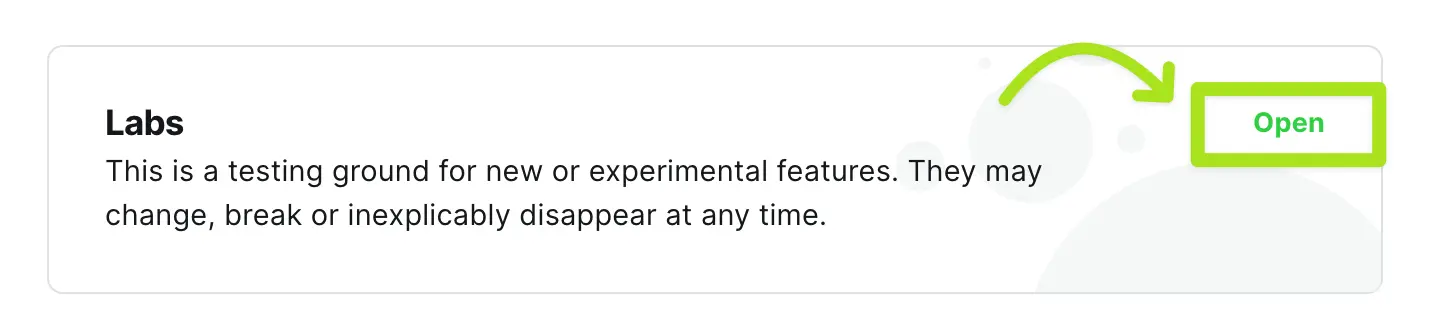 Labs
Open
This is a testing ground for new or experimental features. They may
change, break or inexplicably disappear at any time.